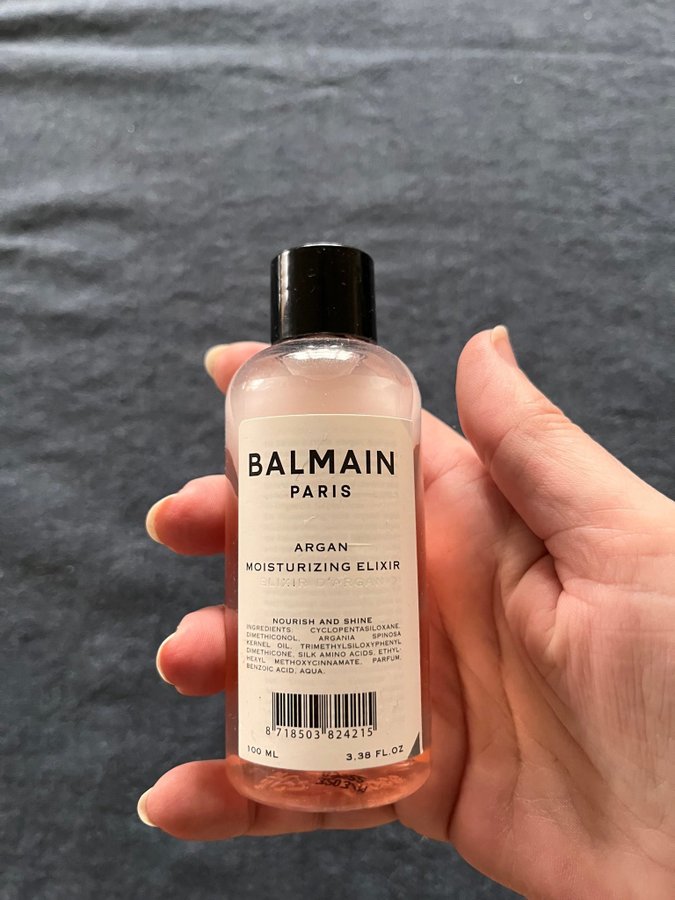 BALMAIN
PARIS
ARGAN
MOISTURIZING ELIXIR
ELIXIR D'ARGAN
NOURISH AND SHINE
INGREDIENTS: CYCLOPENTASILOXANE,
DIMETHICONOL, ARGANIA SPINOSA
KERNEL OIL, TRIMETHYLSILOXYPHENYL
DIMETHICONE, SILK AMINO ACIDS, ETHYL-
HEXYL METHOXYCINNAMATE, PARFUM,
BENZOIC ACID, AQUA.
8 718503 824215
100 ML 3,38 FL.OZ